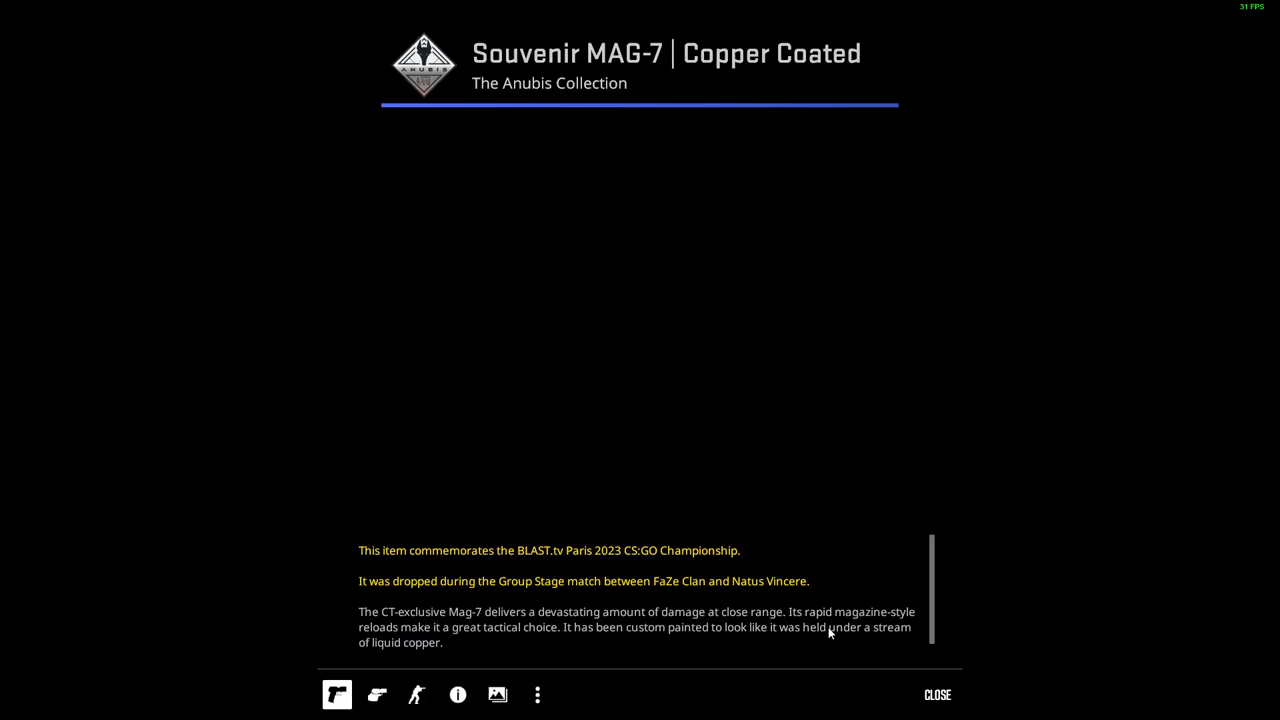 31 FPS
Souvenir MAG-7 | Copper Coated
The Anubis Collection
ANUBIS
This item commemorates the BLAST.tv Paris 2023 CS:GO Championship.
It was dropped during the Group Stage match between FaZe Clan and Natus Vincere.
The CT-exclusive Mag-7 delivers a devastating amount of damage at close range. Its rapid magazine-style
reloads make it a great tactical choice. It has been custom painted to look like it was held under a stream
of liquid copper.
CLOSE